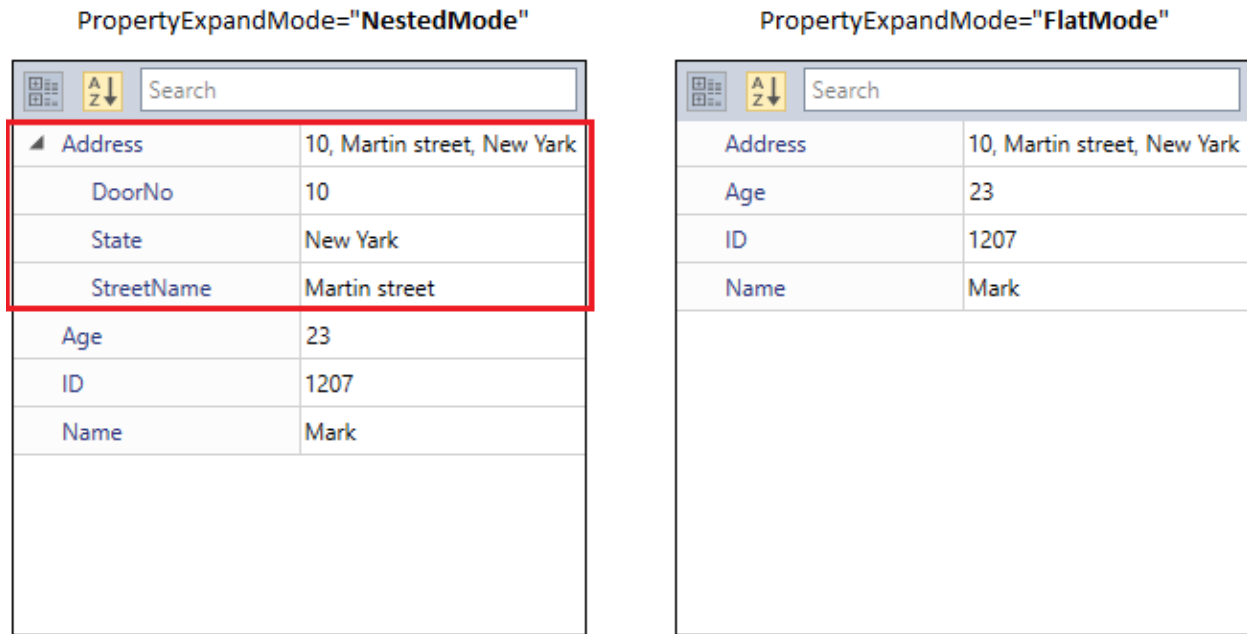 PropertyExpandMode="NestedMode"
Search
Address 10, Martin street, New Yark
DoorNo 10
State New Yark
StreetName Martin street
Age 23
ID 1207
Name Mark
PropertyExpandMode="FlatMode"
Search
Address 10, Martin street, New Yark
Age 23
ID 1207
Name Mark